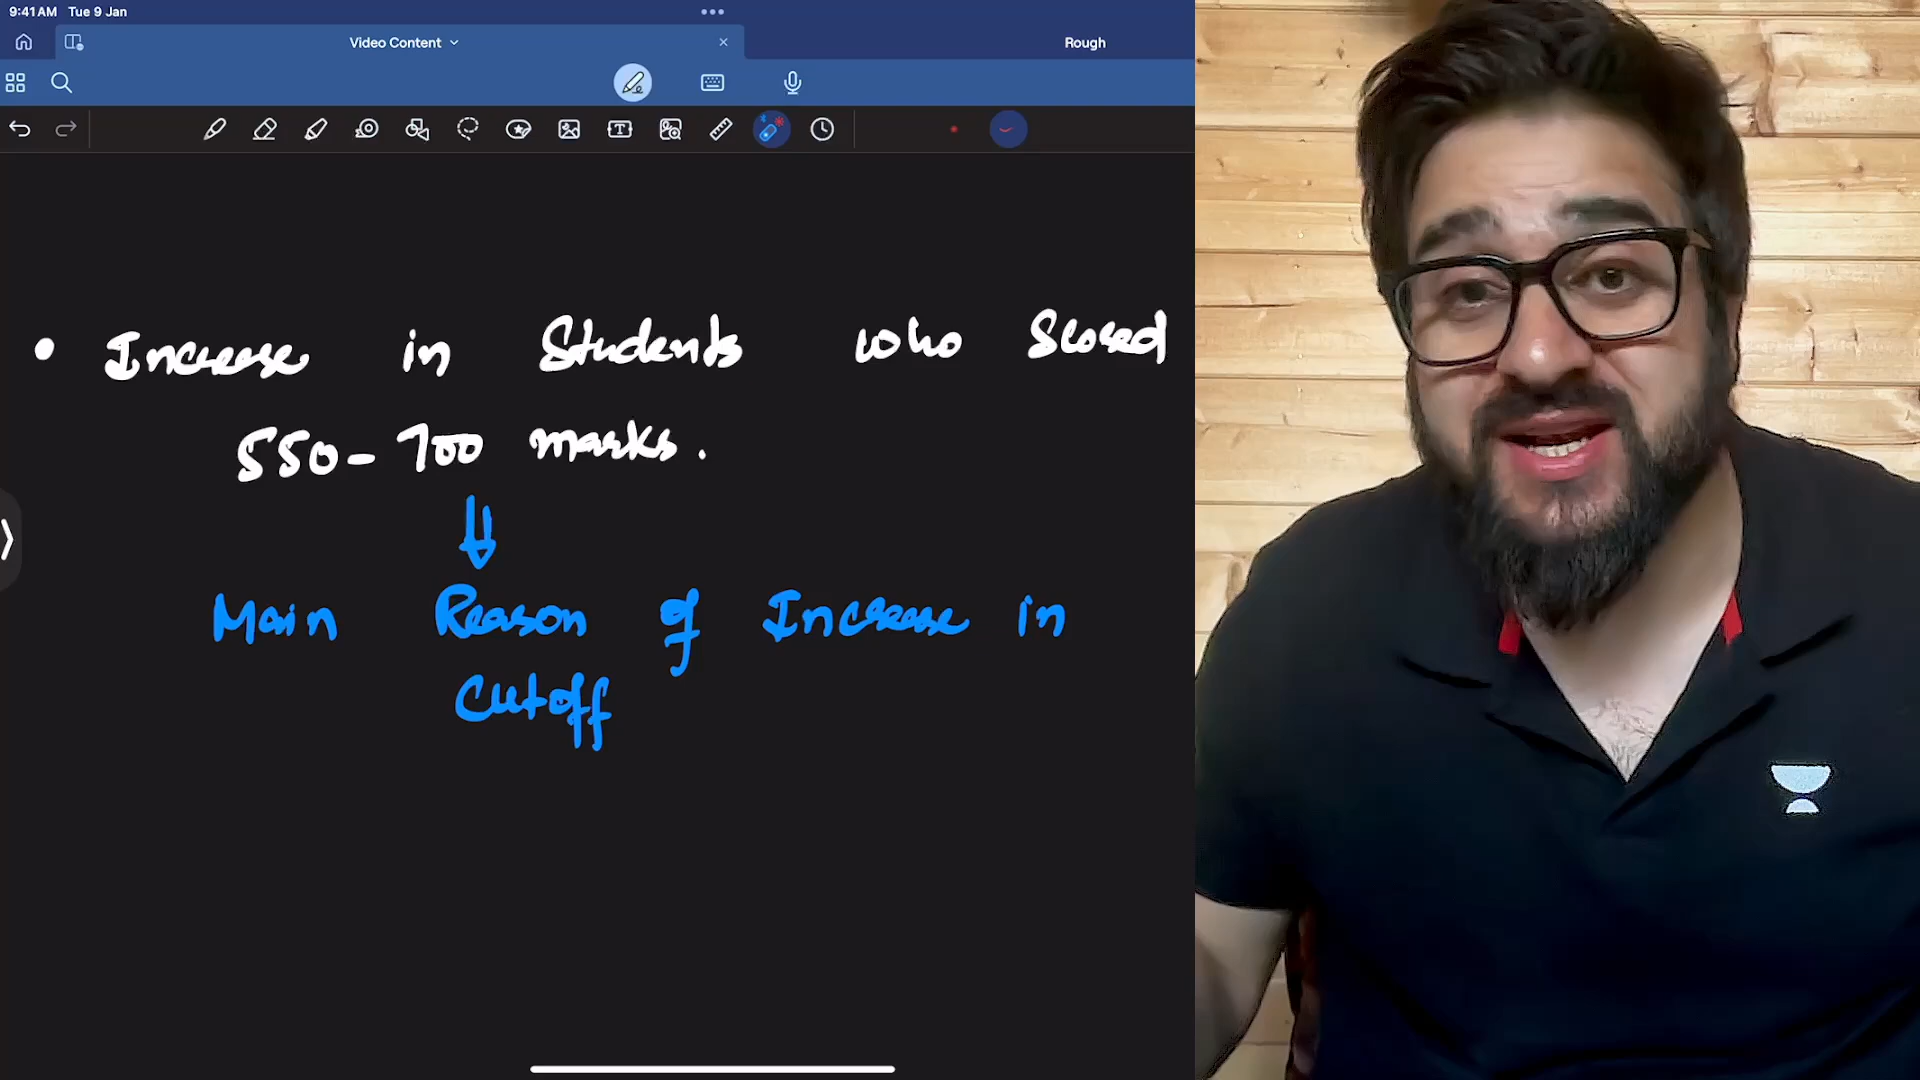 9:41 AM Tue 9 Jan
Video Content
Rough
• Increase in Students who Scored
550-700 marks.
Main Reason of Increase in
Cutoff